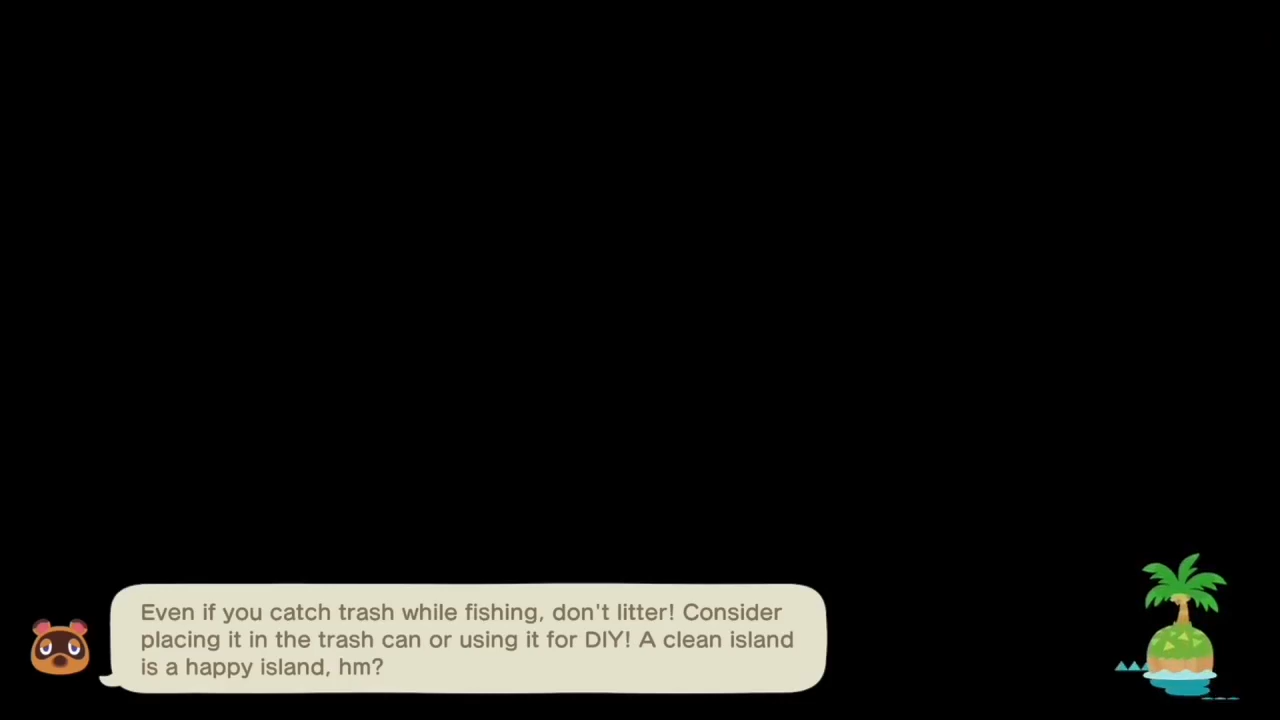 Even if you catch trash while fishing, don't litter! Consider
placing it in the trash can or using it for DIY! A clean island
is a happy island, hm?